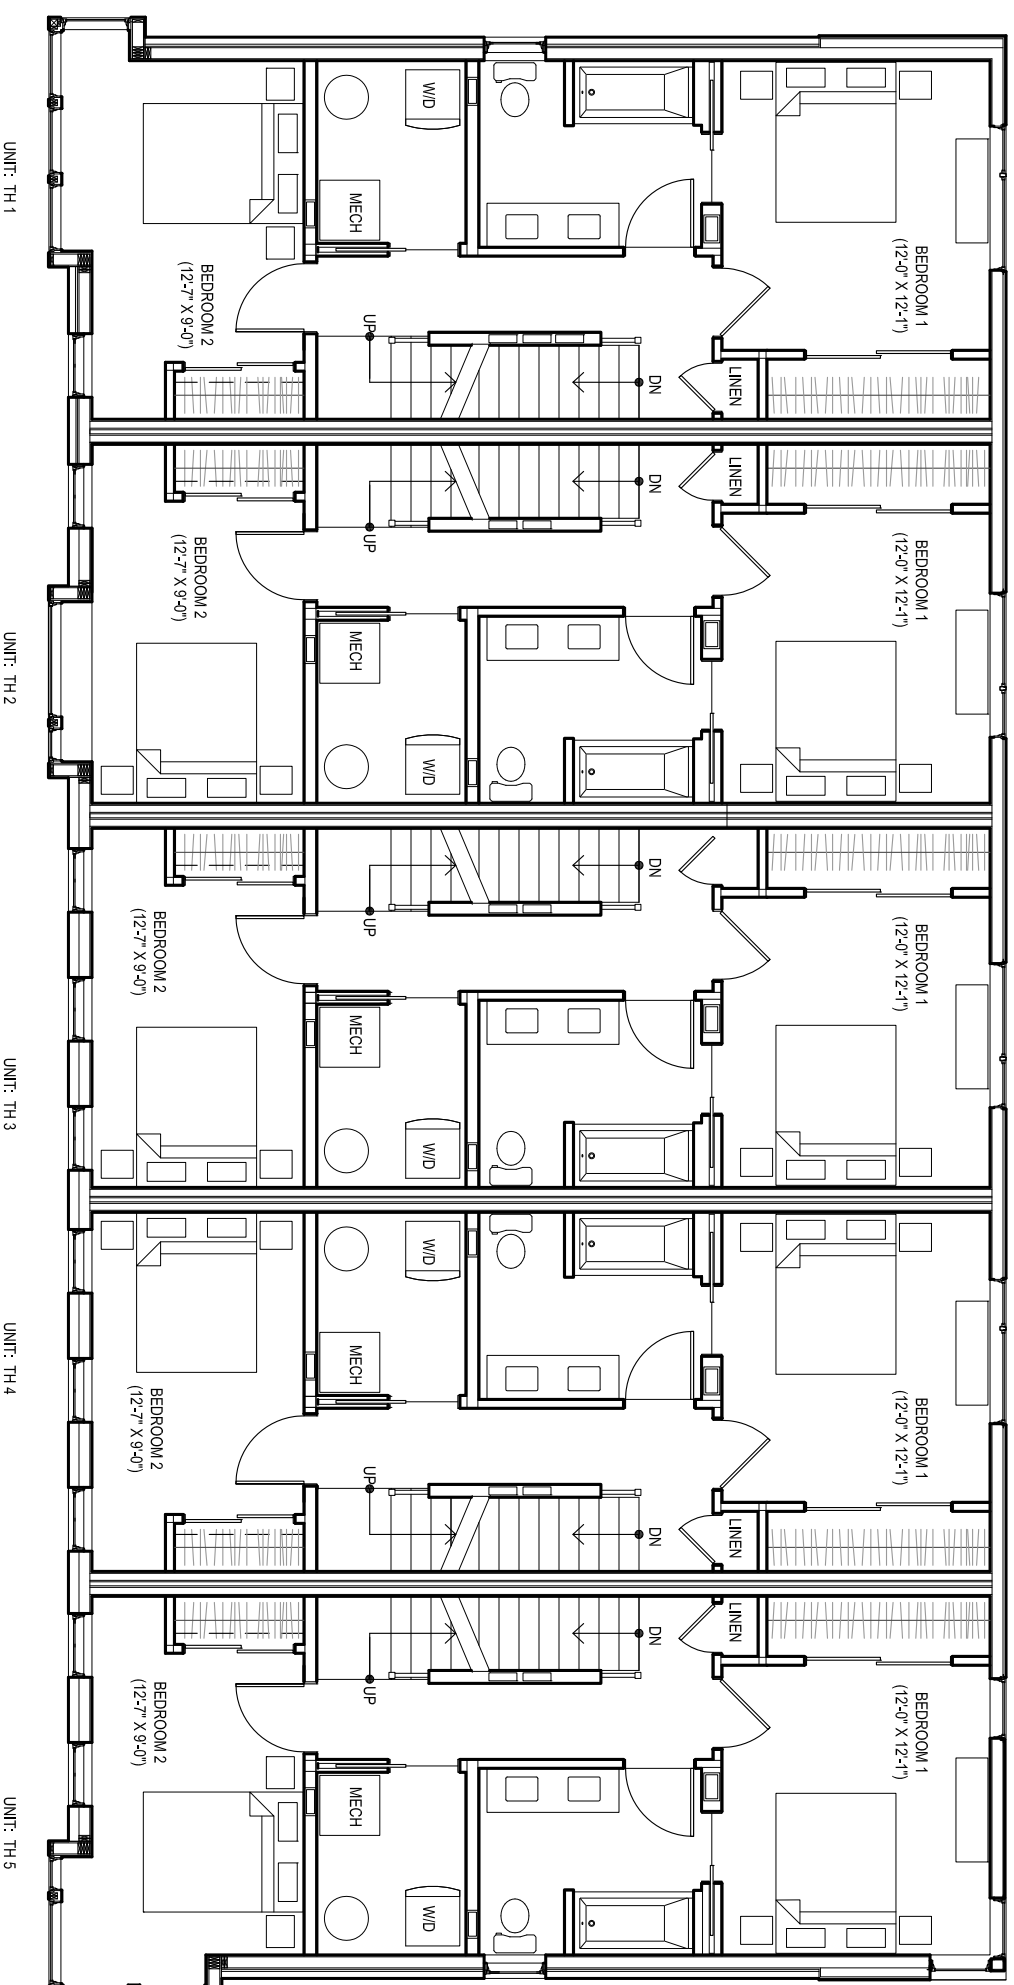 UNIT: TH 1
BEDROOM 2
(12'-7" X 9'-0")
MECH
W/D
UP
DN
LINEN
BEDROOM 1
(12'-0" X 12'-1")
UNIT: TH 2
BEDROOM 2
(12'-7" X 9'-0")
MECH
W/D
UP
DN
LINEN
BEDROOM 1
(12'-0" X 12'-1")
UNIT: TH 3
BEDROOM 2
(12'-7" X 9'-0")
MECH
W/D
UP
DN
BEDROOM 1
(12'-0" X 12'-1")
UNIT: TH 4
BEDROOM 2
(12'-7" X 9'-0")
MECH
W/D
UP
DN
LINEN
BEDROOM 1
(12'-0" X 12'-1")
UNIT: TH 5
BEDROOM 2
(12'-7" X 9'-0")
MECH
W/D
UP
DN
LINEN
BEDROOM 1
(12'-0" X 12'-1")